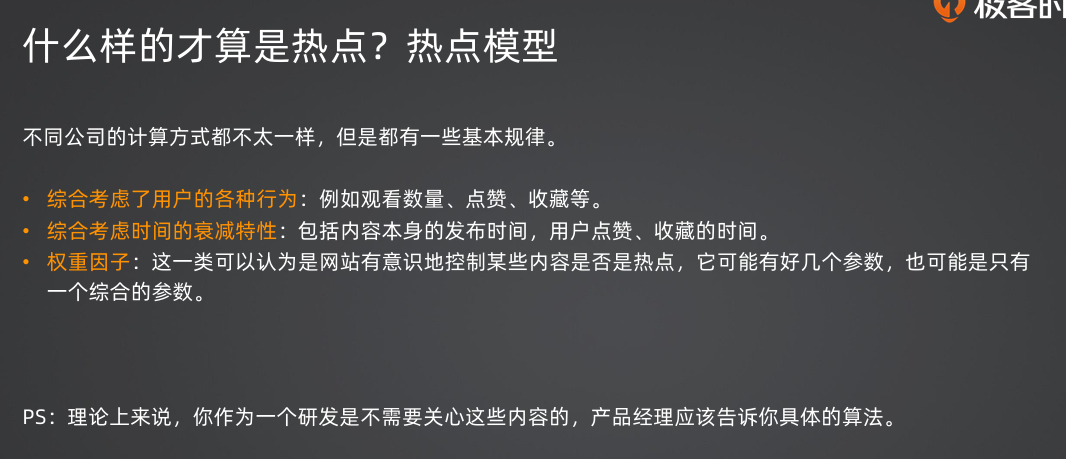 极客时
什么样的才算是热点？热点模型
不同公司的计算方式都不太一样，但是都有一些基本规律。
• 综合考虑了用户的各种行为：例如观看数量、点赞、收藏等。
• 综合考虑时间的衰减特性：包括内容本身的发布时间，用户点赞、收藏的时间。
• 权重因子：这一类可以认为是网站有意识地控制某些内容是否是热点，它可能有好几个参数，也可能是只有
一个综合的参数。
PS：理论上来说，你作为一个研发是不需要关心这些内容的，产品经理应该告诉你具体的算法。